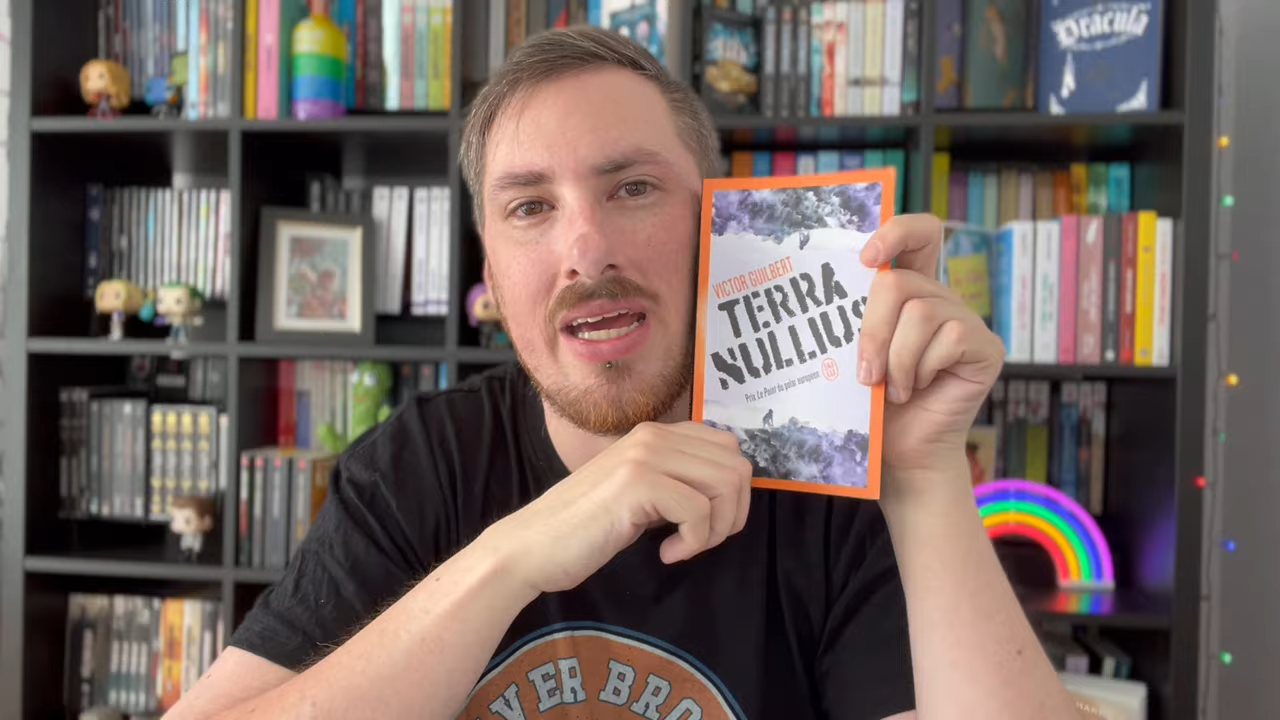 Dracula
VICTOR GUILBERT
TERRA
NULLIUS
Prix Le Point du polar européen
VER BRO